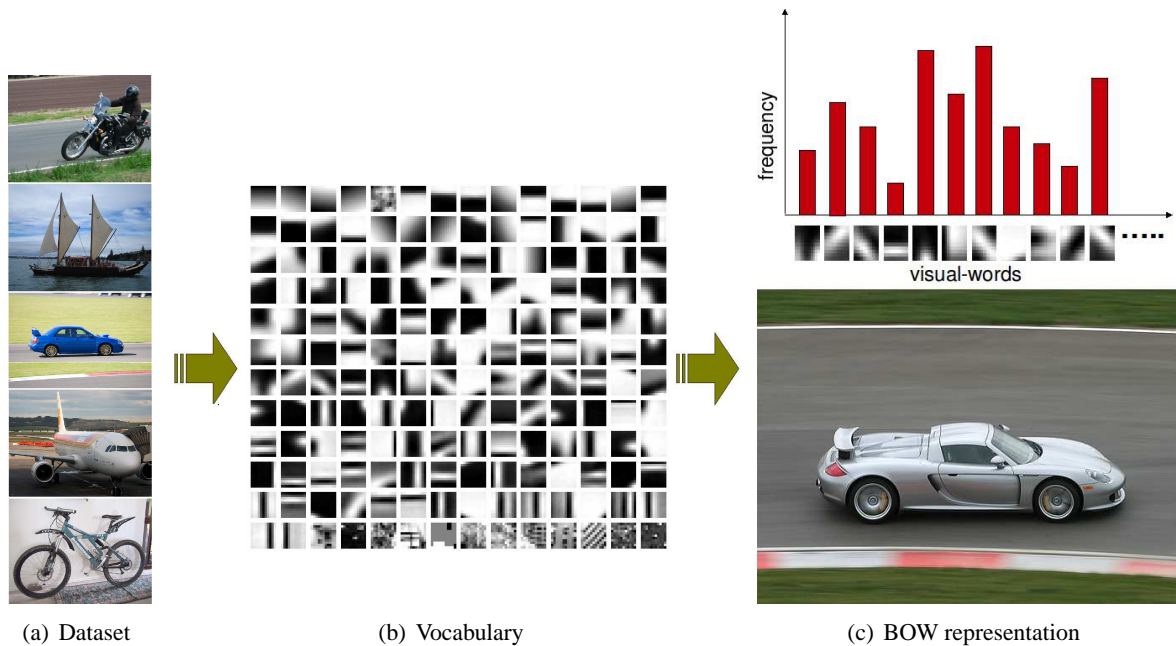 frequency
visual-words
(a) Dataset
(b) Vocabulary
(c) BOW representation